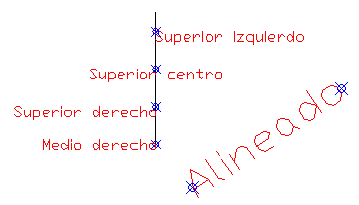 Superior Izquierdo
Superior centro
Superior derecho
Medio derecho
Alineado